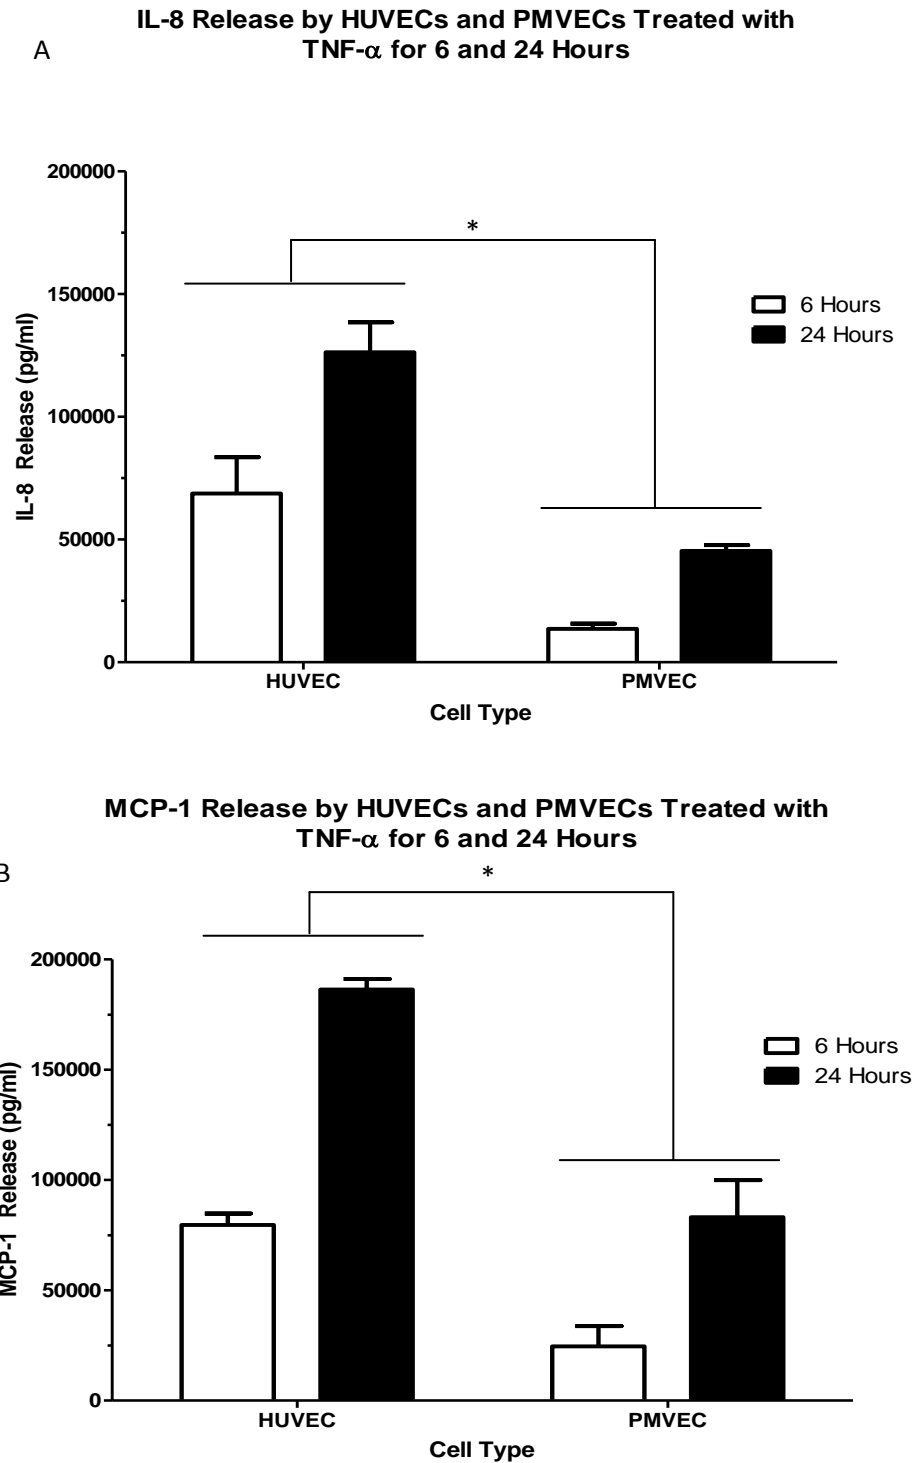 IL-8 Release by HUVECs and PMVECs Treated with
TNF-α for 6 and 24 Hours
A
200000
*
150000
6 Hours
24 Hours
100000
IL-8 Release (pg/ml)
50000
0
HUVEC
PMVEC
Cell Type
MCP-1 Release by HUVECs and PMVECs Treated with
TNF-α for 6 and 24 Hours
B
*
200000
6 Hours
24 Hours
150000
MCP-1 Release (pg/ml)
100000
50000
0
HUVEC
PMVEC
Cell Type